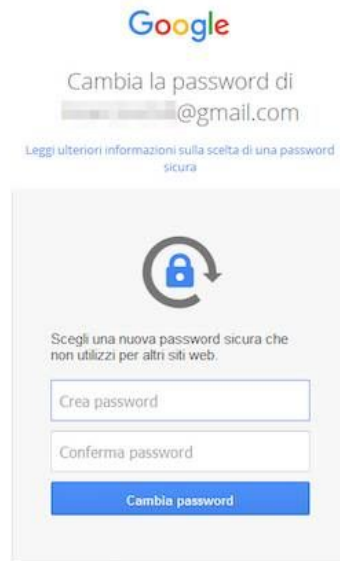 Google
Cambia la password di
@gmail.com
Leggi ulteriori informazioni sulla scelta di una password
sicura
Scegli una nuova password sicura che
non utilizzi per altri siti web.
Crea password
Conferma password
Cambia password